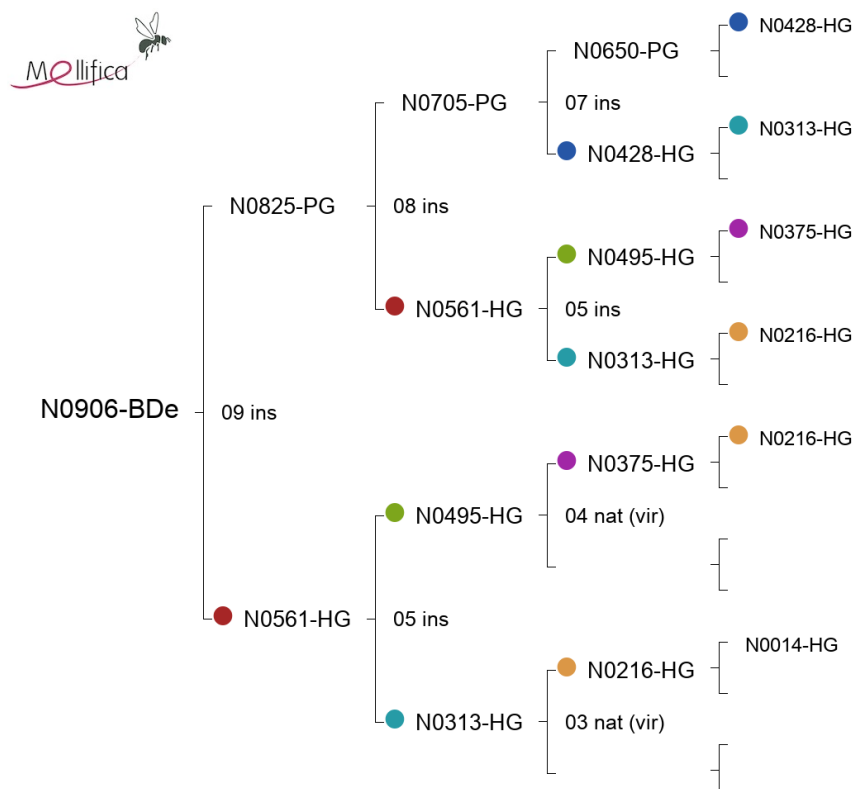 Mellifica
N0428-HG
N0650-PG
N0705-PG
07 ins
N0428-HG
N0313-HG
N0825-PG
08 ins
N0495-HG
N0375-HG
N0561-HG
05 ins
N0313-HG
N0216-HG
N0906-BDe
09 ins
N0375-HG
N0216-HG
N0495-HG
04 nat (vir)
N0561-HG
05 ins
N0216-HG
N0014-HG
N0313-HG
03 nat (vir)